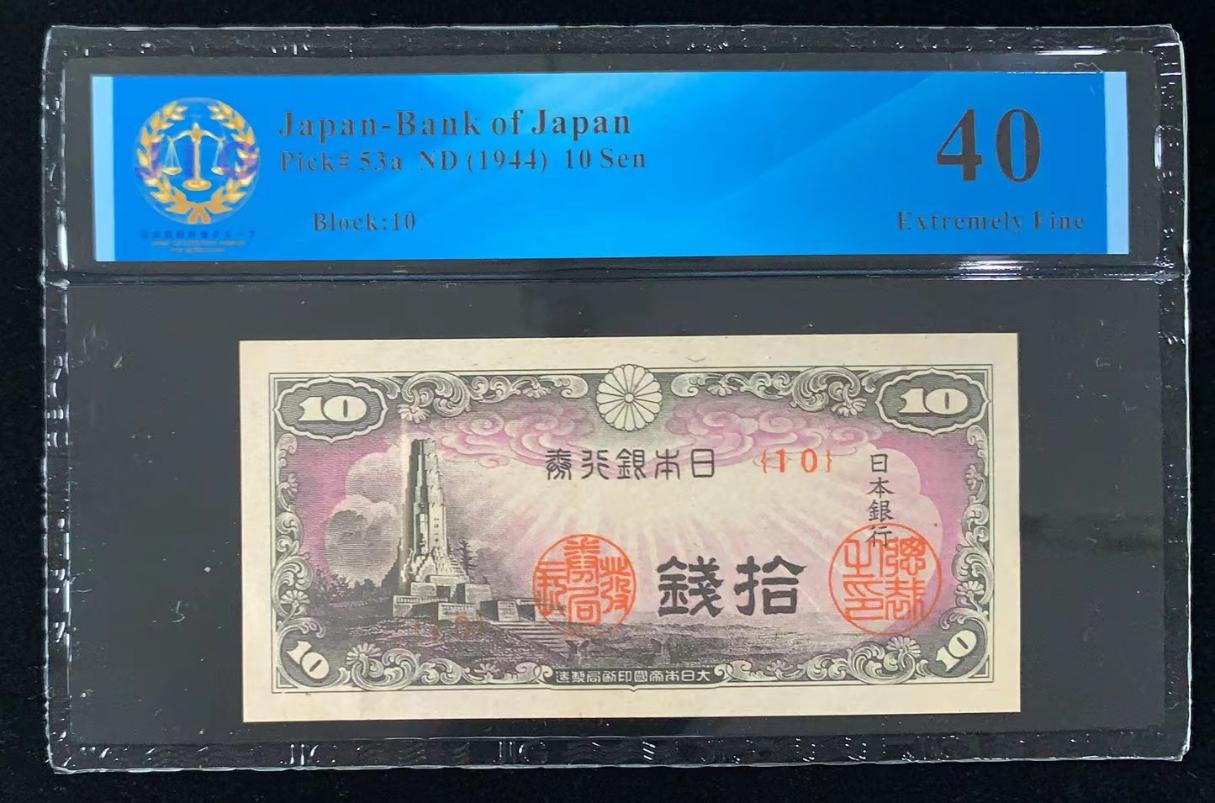 Japan-Bank of Japan
Pick# 53a ND (1944) 10 Sen
Block:10
40
Extremely Fine
10
10
日本銀行券
{10}
日本銀行
拾錢
10
10
大日本帝國印刷局製造